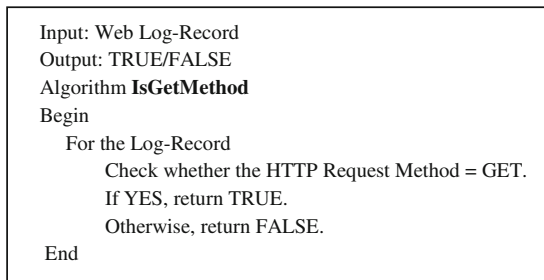 Input: Web Log-Record
Output: TRUE/FALSE
Algorithm IsGetMethod
Begin
For the Log-Record
Check whether the HTTP Request Method = GET.
If YES, return TRUE.
Otherwise, return FALSE.
End